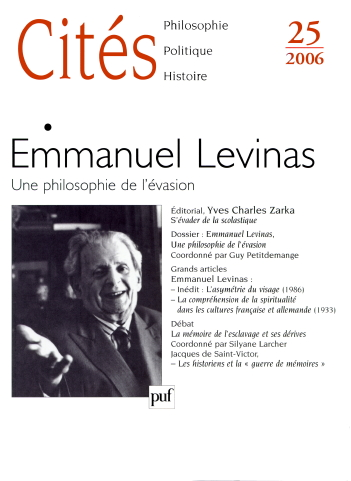 Cités
Philosophie
Politique
Histoire
25
2006
Emmanuel Levinas
Une philosophie de l'évasion
Éditorial, Yves Charles Zarka
S'évader de la scolastique
Dossier : Emmanuel Levinas,
Une philosophie de l'évasion
Coordonné par Guy Petitdemange
Grands articles
Emmanuel Levinas :
– Inédit : L'asymétrie du visage (1986)
– La compréhension de la spiritualité
dans les cultures française et allemande (1933)
Débat
La mémoire de l'esclavage et ses dérives
Coordonné par Silyane Larcher
Jacques de Saint-Victor.
– Les historiens et la « guerre de mémoires »
puf